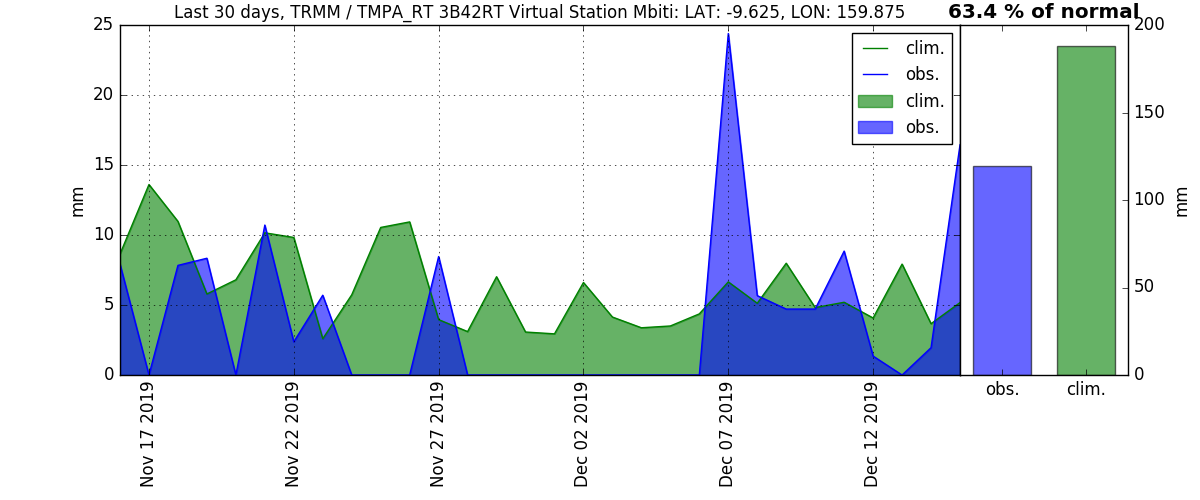 Last 30 days, TRMM / TMPA_RT 3B42RT Virtual Station Mbiti: LAT: -9.625, LON: 159.875
63.4 % of normal
25
20
15
10
5
0
mm
clim.
obs.
clim.
obs.
200
150
100
50
0
mm
obs.
clim.
Nov 17 2019
Nov 22 2019
Nov 27 2019
Dec 02 2019
Dec 07 2019
Dec 12 2019